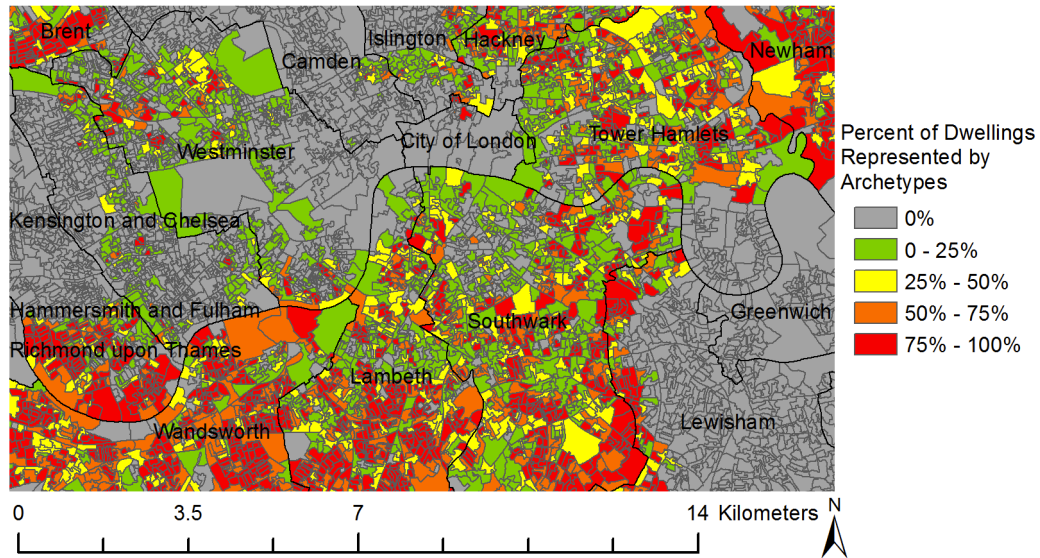 Brent
Islington
Hackney
Camden
Newham
City of London
Tower Hamlets
Westminster
Kensington and Chelsea
Hammersmith and Fulham
Greenwich
Southwark
Richmond upon Thames
Lambeth
Lewisham
Wandsworth
Percent of Dwellings
Represented by
Archetypes
0%
0 - 25%
25% - 50%
50% - 75%
75% - 100%
0 3.5 7 14 Kilometers
N